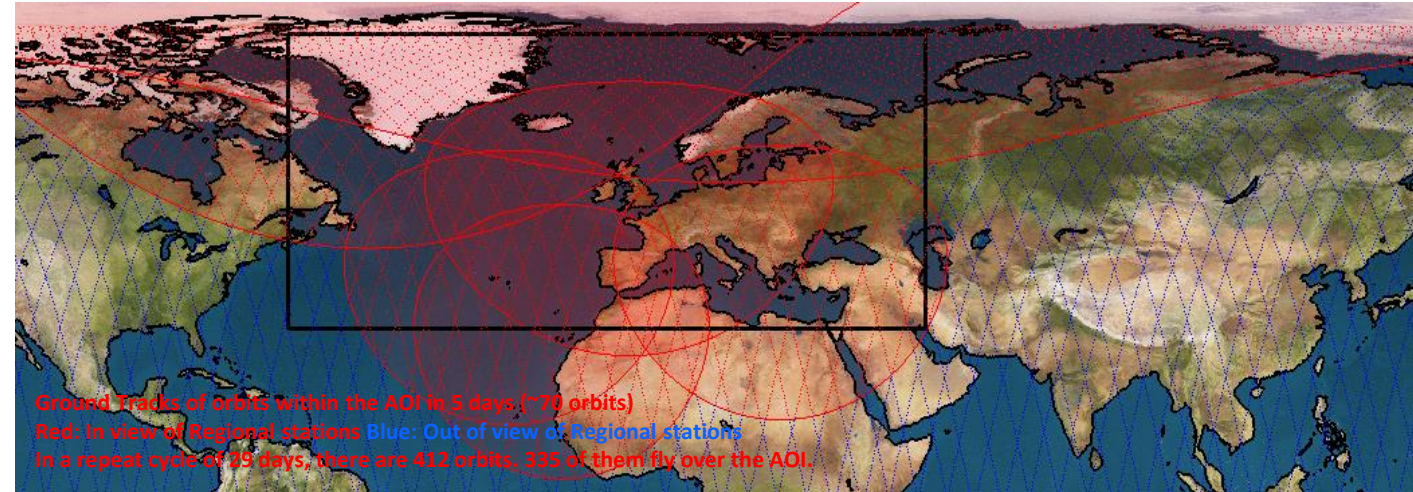 Ground Tracks of orbits within the AOI in 5 days (~70 orbits)
Red: In view of Regional stations Blue: Out of view of Regional stations
In a repeat cycle of 29 days, there are 412 orbits, 335 of them fly over the AOI.